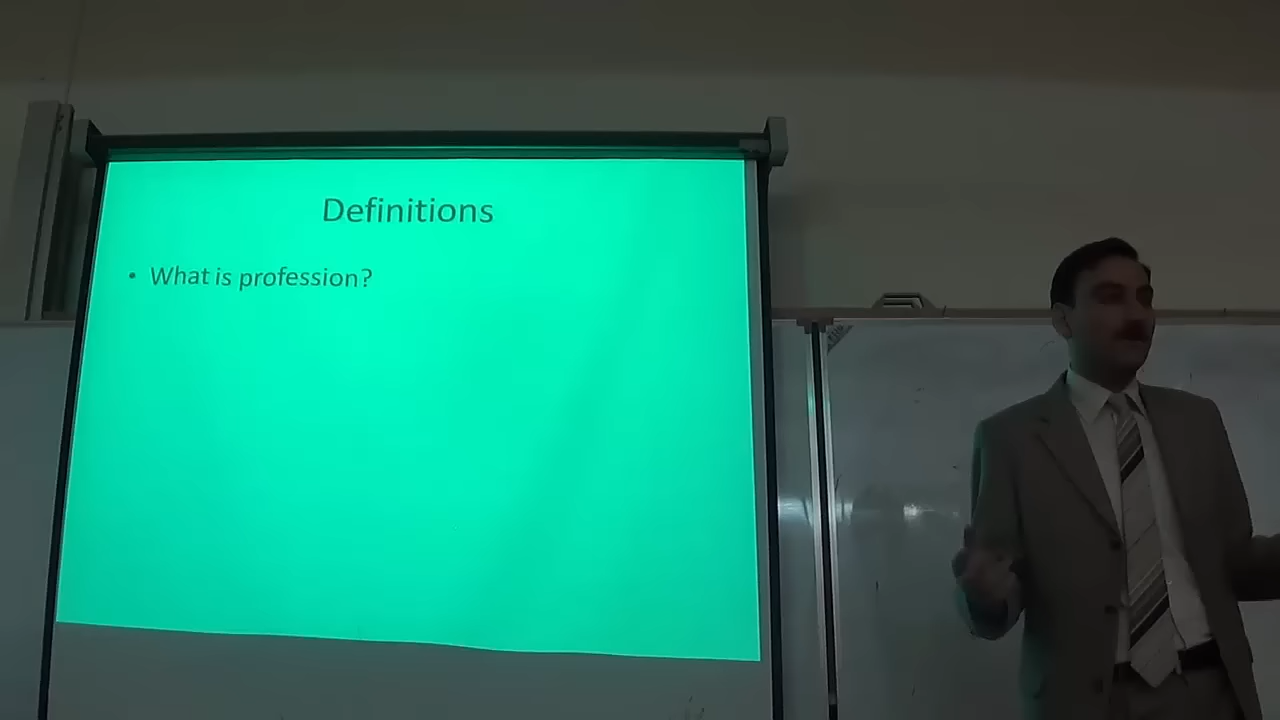 Definitions
• What is profession?